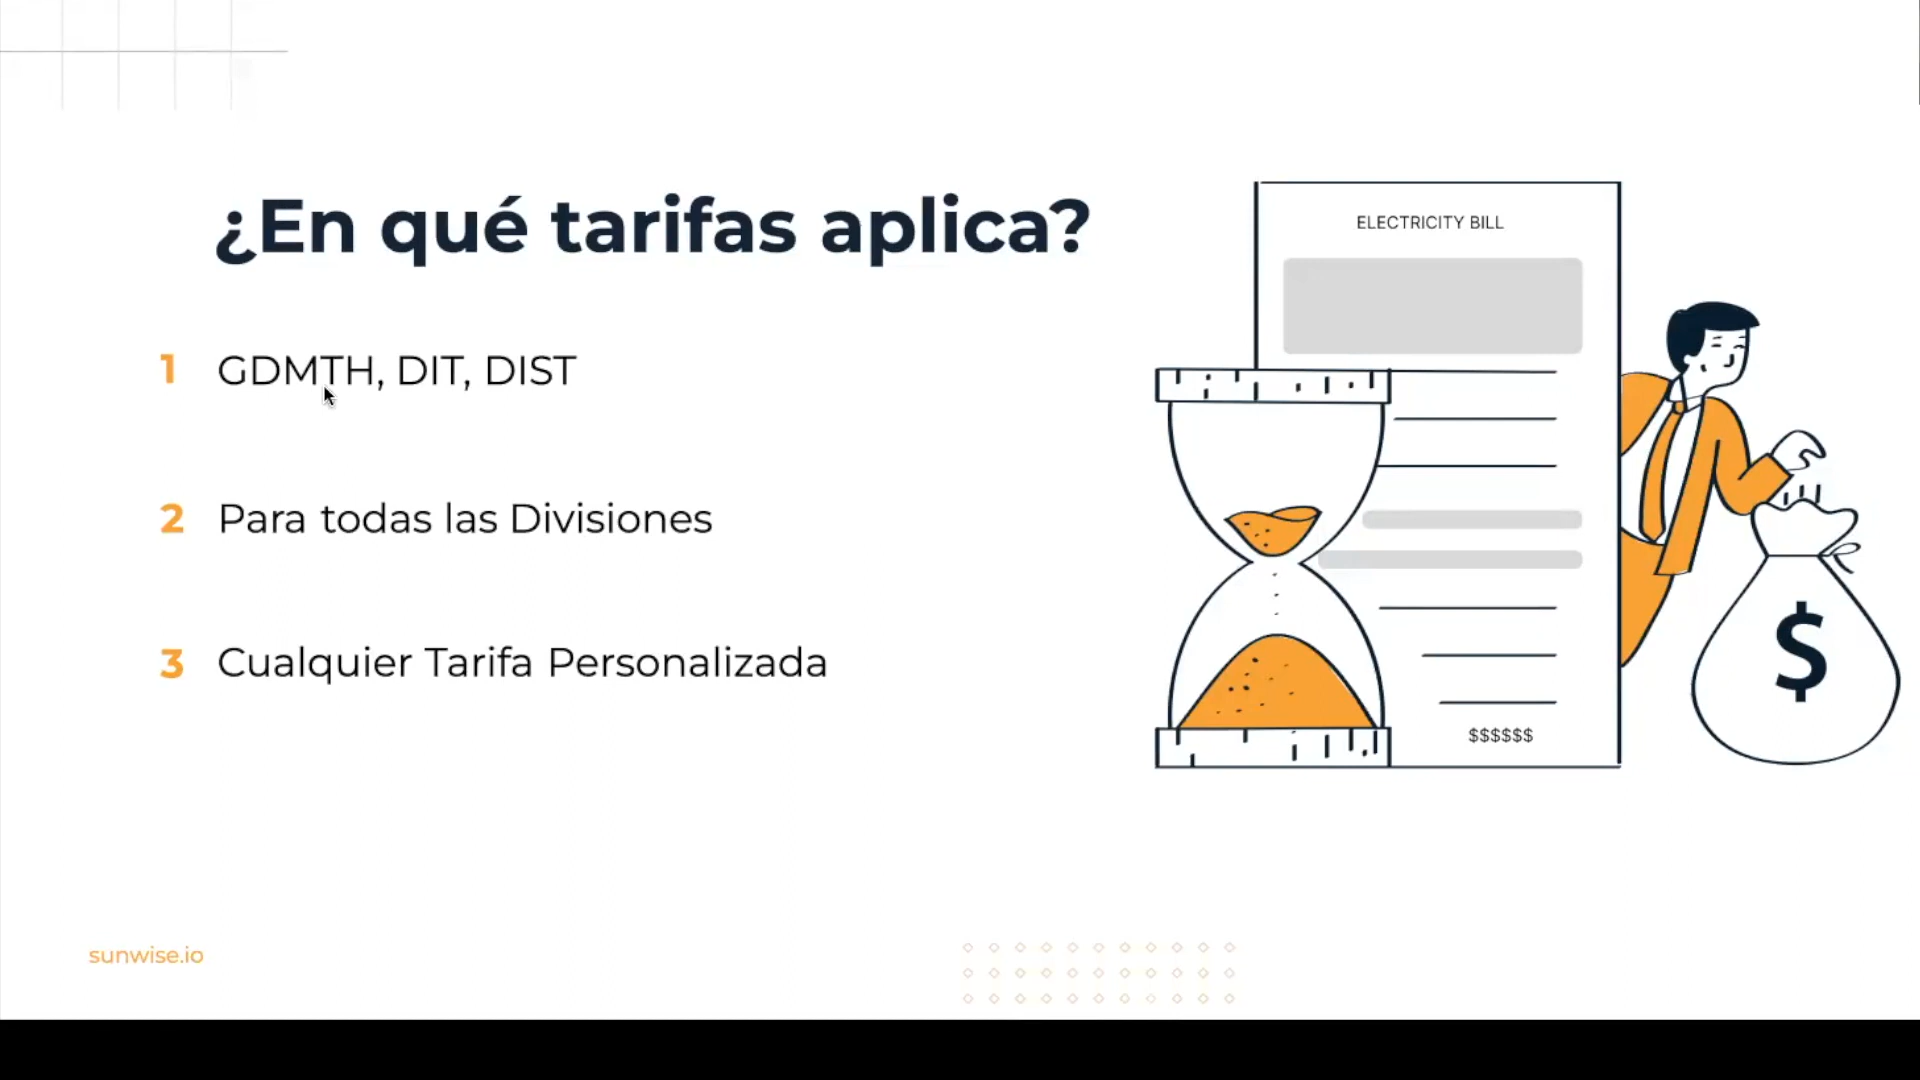 ¿En qué tarifas aplica?
1 GDMTH, DIT, DIST
2 Para todas las Divisiones
3 Cualquier Tarifa Personalizada
ELECTRICITY BILL
$$$$$$
$
sunwise.io